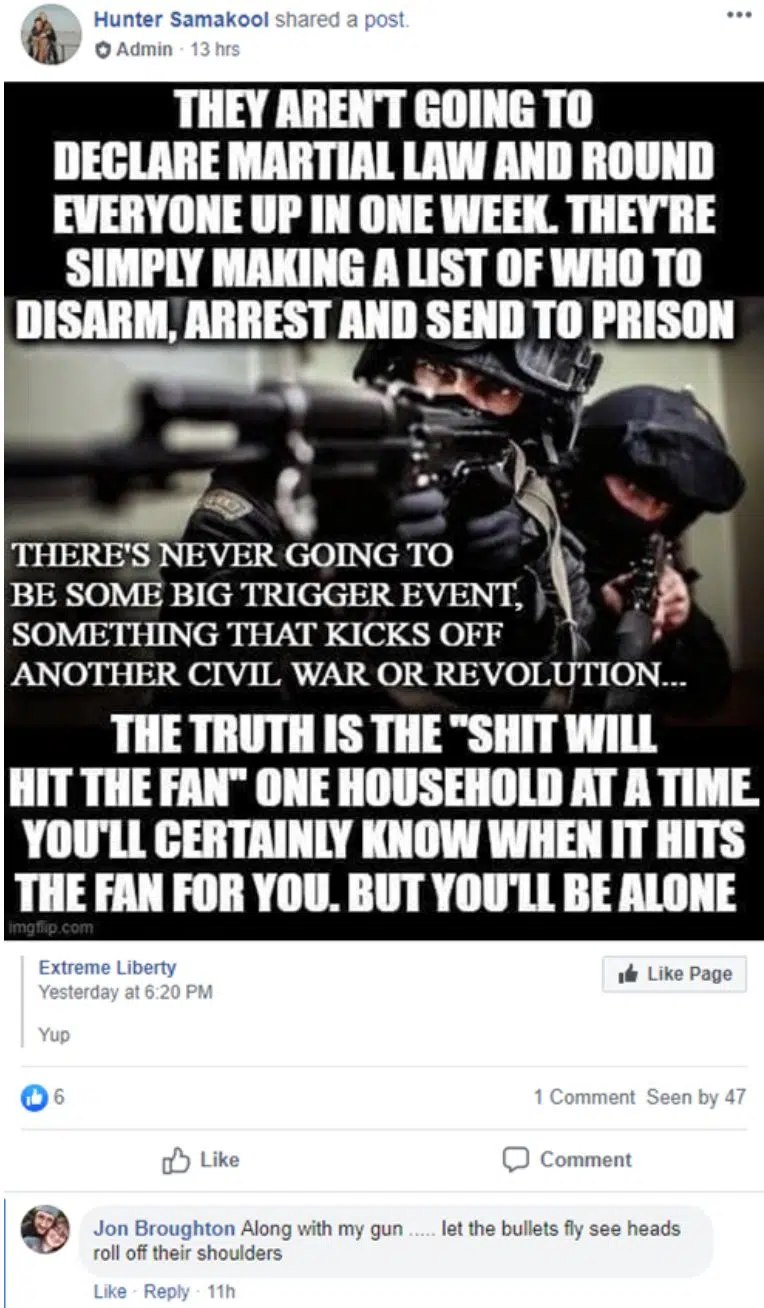 Hunter Samakool shared a post.
Admin · 13 hrs
THEY AREN'T GOING TO
DECLARE MARTIAL LAW AND ROUND
EVERYONE UP IN ONE WEEK. THEY'RE
SIMPLY MAKING A LIST OF WHO TO
DISARM, ARREST AND SEND TO PRISON
THERE'S NEVER GOING TO
BE SOME BIG TRIGGER EVENT,
SOMETHING THAT KICKS OFF
ANOTHER CIVIL WAR OR REVOLUTION...
THE TRUTH IS THE "SHIT WILL
HIT THE FAN" ONE HOUSEHOLD AT A TIME.
YOU'LL CERTAINLY KNOW WHEN IT HITS
THE FAN FOR YOU. BUT YOU'LL BE ALONE
imgflip.com
Extreme Liberty
Like Page
Yesterday at 6:20 PM
Yup
6
1 Comment Seen by 47
Like
Comment
Jon Broughton Along with my gun ..... let the bullets fly see heads
roll off their shoulders
Like · Reply · 11h